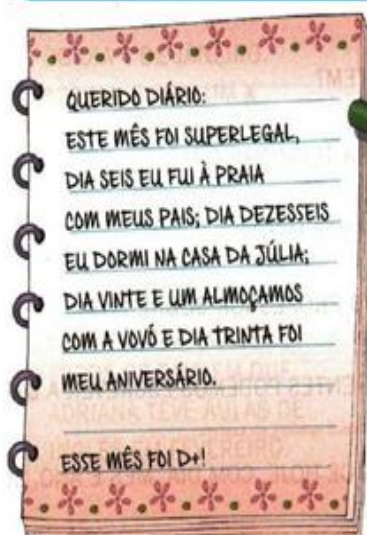 QUERIDO DIÁRIO:
ESTE MÊS FOI SUPERLEGAL,
DIA SEIS EU FUI À PRAIA
COM MEUS PAIS; DIA DEZESSEIS
EU DORMI NA CASA DA JÚLIA;
DIA VINTE E UM ALMOÇAMOS
COM A VOVÓ E DIA TRINTA FOI
MEU ANIVERSÁRIO.
ESSE MÊS FOI D+!